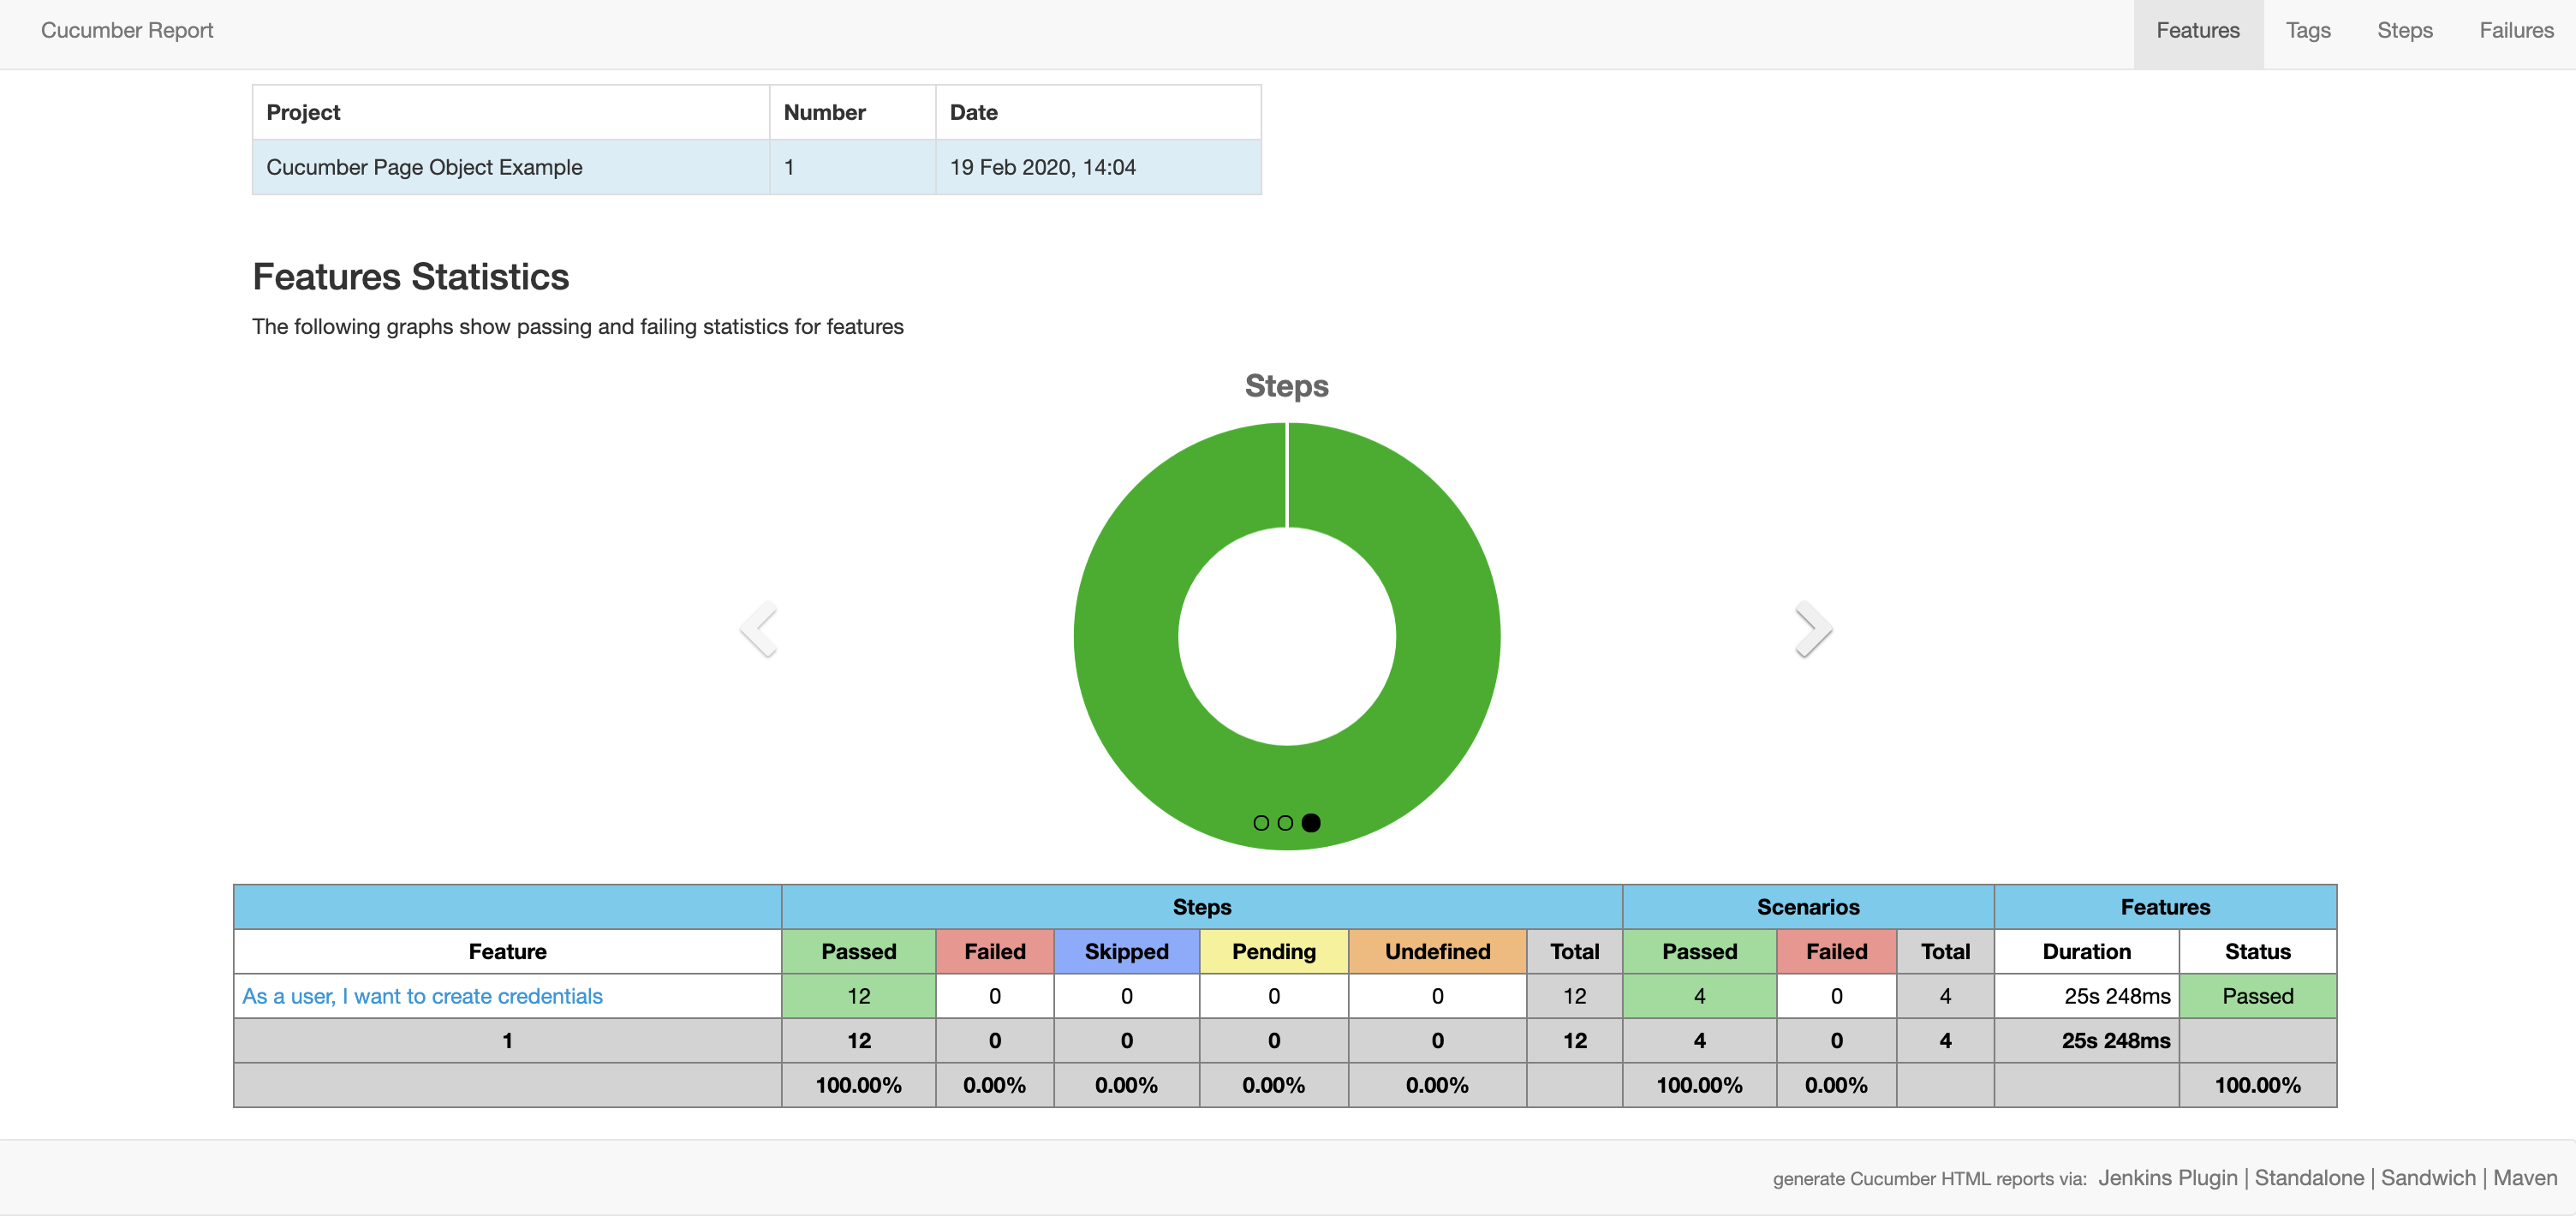 Cucumber Report Features Tags Steps Failures
Project Number Date
Cucumber Page Object Example 1 19 Feb 2020, 14:04
Features Statistics
The following graphs show passing and failing statistics for features
Steps
Steps Scenarios Features
Feature Passed Failed Skipped Pending Undefined Total Passed Failed Total Duration Status
As a user, I want to create credentials 12 0 0 0 0 12 4 0 4 25s 248ms Passed
1 12 0 0 0 0 12 4 0 4 25s 248ms
100.00% 0.00% 0.00% 0.00% 0.00% 100.00% 0.00% 100.00%
generate Cucumber HTML reports via: Jenkins Plugin | Standalone | Sandwich | Maven